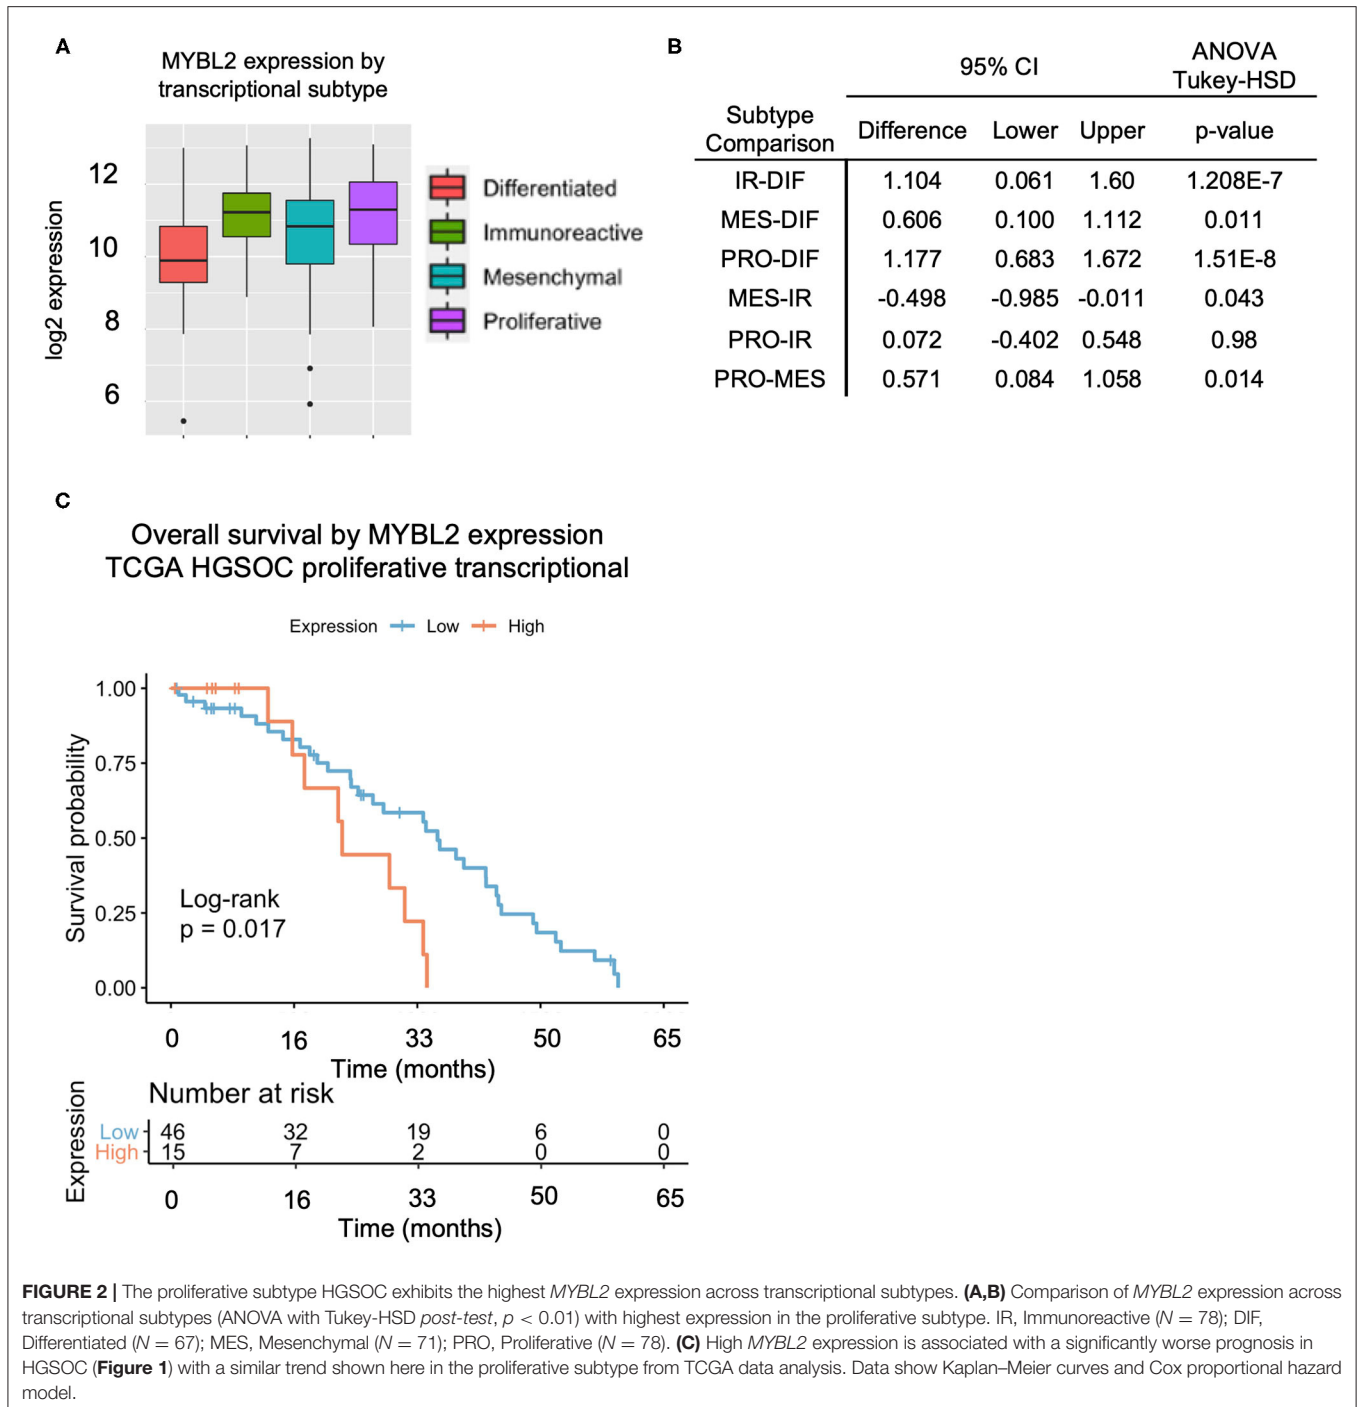 A
MYBL2 expression by
transcriptional subtype
log2 expression
12
10
8
6
Differentiated
Immunoreactive
Mesenchymal
Proliferative
B
95% CI
ANOVA
Tukey-HSD
Subtype
Comparison
Difference Lower Upper p-value
IR-DIF 1.104 0.061 1.60 1.208E-7
MES-DIF 0.606 0.100 1.112 0.011
PRO-DIF 1.177 0.683 1.672 1.51E-8
MES-IR -0.498 -0.985 -0.011 0.043
PRO-IR 0.072 -0.402 0.548 0.98
PRO-MES 0.571 0.084 1.058 0.014
C
Overall survival by MYBL2 expression
TCGA HGSOC proliferative transcriptional
Expression Low High
Survival probability
1.00
0.75
0.50
0.25
0.00
Log-rank
p = 0.017
0 16 33 50 65
Time (months)
Number at risk
Expression
Low 46 32 19 6 0
High 15 7 2 0 0
0 16 33 50 65
Time (months)
FIGURE 2 | The proliferative subtype HGSOC exhibits the highest MYBL2 expression across transcriptional subtypes. (A,B) Comparison of MYBL2 expression across
transcriptional subtypes (ANOVA with Tukey-HSD post-test, p < 0.01) with highest expression in the proliferative subtype. IR, Immunoreactive (N = 78); DIF,
Differentiated (N = 67); MES, Mesenchymal (N = 71); PRO, Proliferative (N = 78). (C) High MYBL2 expression is associated with a significantly worse prognosis in
HGSOC (Figure 1) with a similar trend shown here in the proliferative subtype from TCGA data analysis. Data show Kaplan–Meier curves and Cox proportional hazard
model.